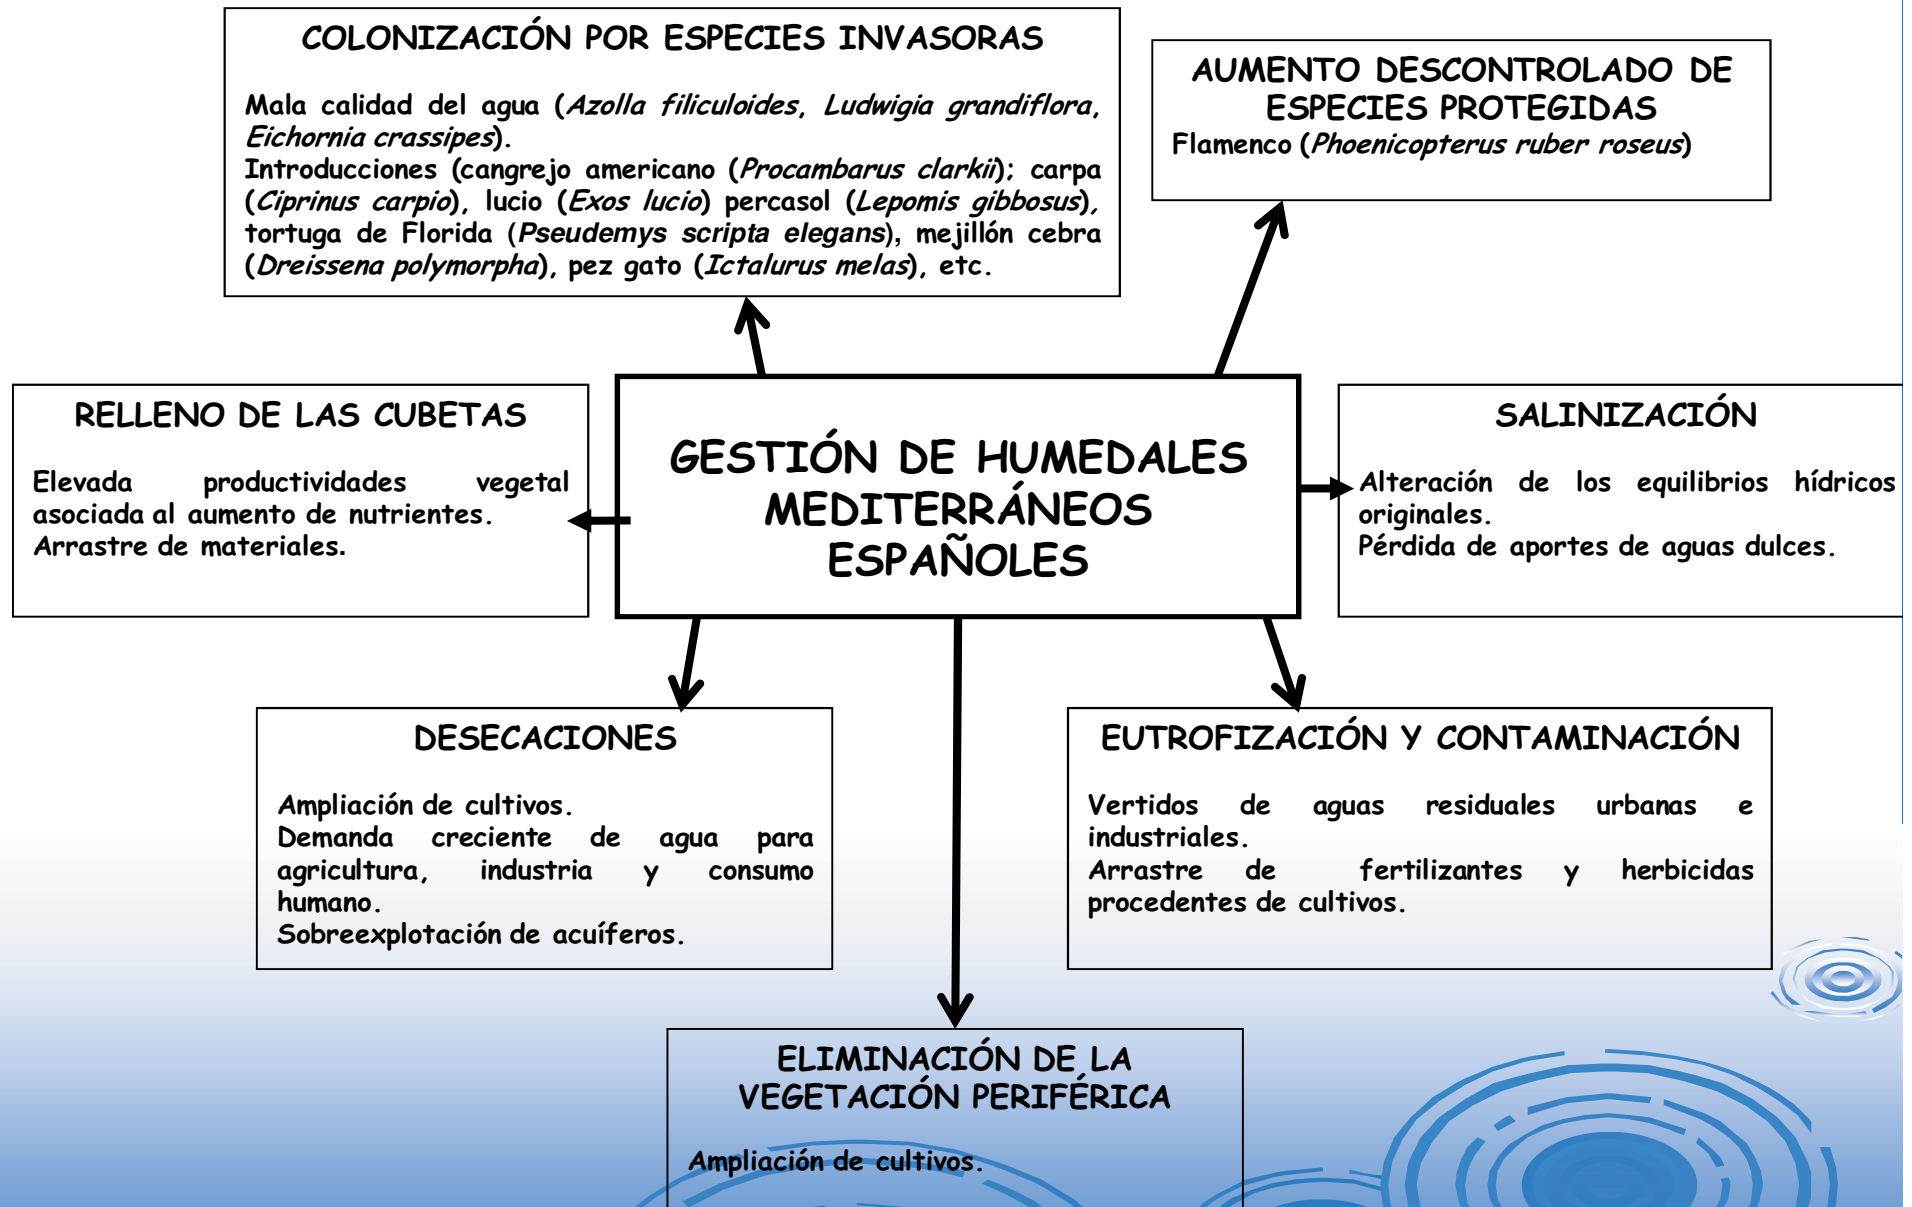 COLONIZACIÓN POR ESPECIES INVASORAS
Mala calidad del agua (Azolla filiculoides, Ludwigia grandiflora,
Eichornia crassipes).
Introducciones (cangrejo americano (Procambarus clarkii); carpa
(Ciprinus carpio), lucio (Exos lucio) percasol (Lepomis gibbosus),
tortuga de Florida (Pseudemys scripta elegans), mejillón cebra
(Dreissena polymorpha), pez gato (Ictalurus melas), etc.
AUMENTO DESCONTROLADO DE
ESPECIES PROTEGIDAS
Flamenco (Phoenicopterus ruber roseus)
RELLENO DE LAS CUBETAS
Elevada productividades vegetal
asociada al aumento de nutrientes.
Arrastre de materiales.
GESTIÓN DE HUMEDALES
MEDITERRÁNEOS
ESPAÑOLES
SALINIZACIÓN
Alteración de los equilibrios hídricos
originales.
Pérdida de aportes de aguas dulces.
DESECACIONES
Ampliación de cultivos.
Demanda creciente de agua para
agricultura, industria y consumo
humano.
Sobreexplotación de acuíferos.
EUTROFIZACIÓN Y CONTAMINACIÓN
Vertidos de aguas residuales urbanas e
industriales.
Arrastre de fertilizantes y herbicidas
procedentes de cultivos.
ELIMINACIÓN DE LA
VEGETACIÓN PERIFÉRICA
Ampliación de cultivos.